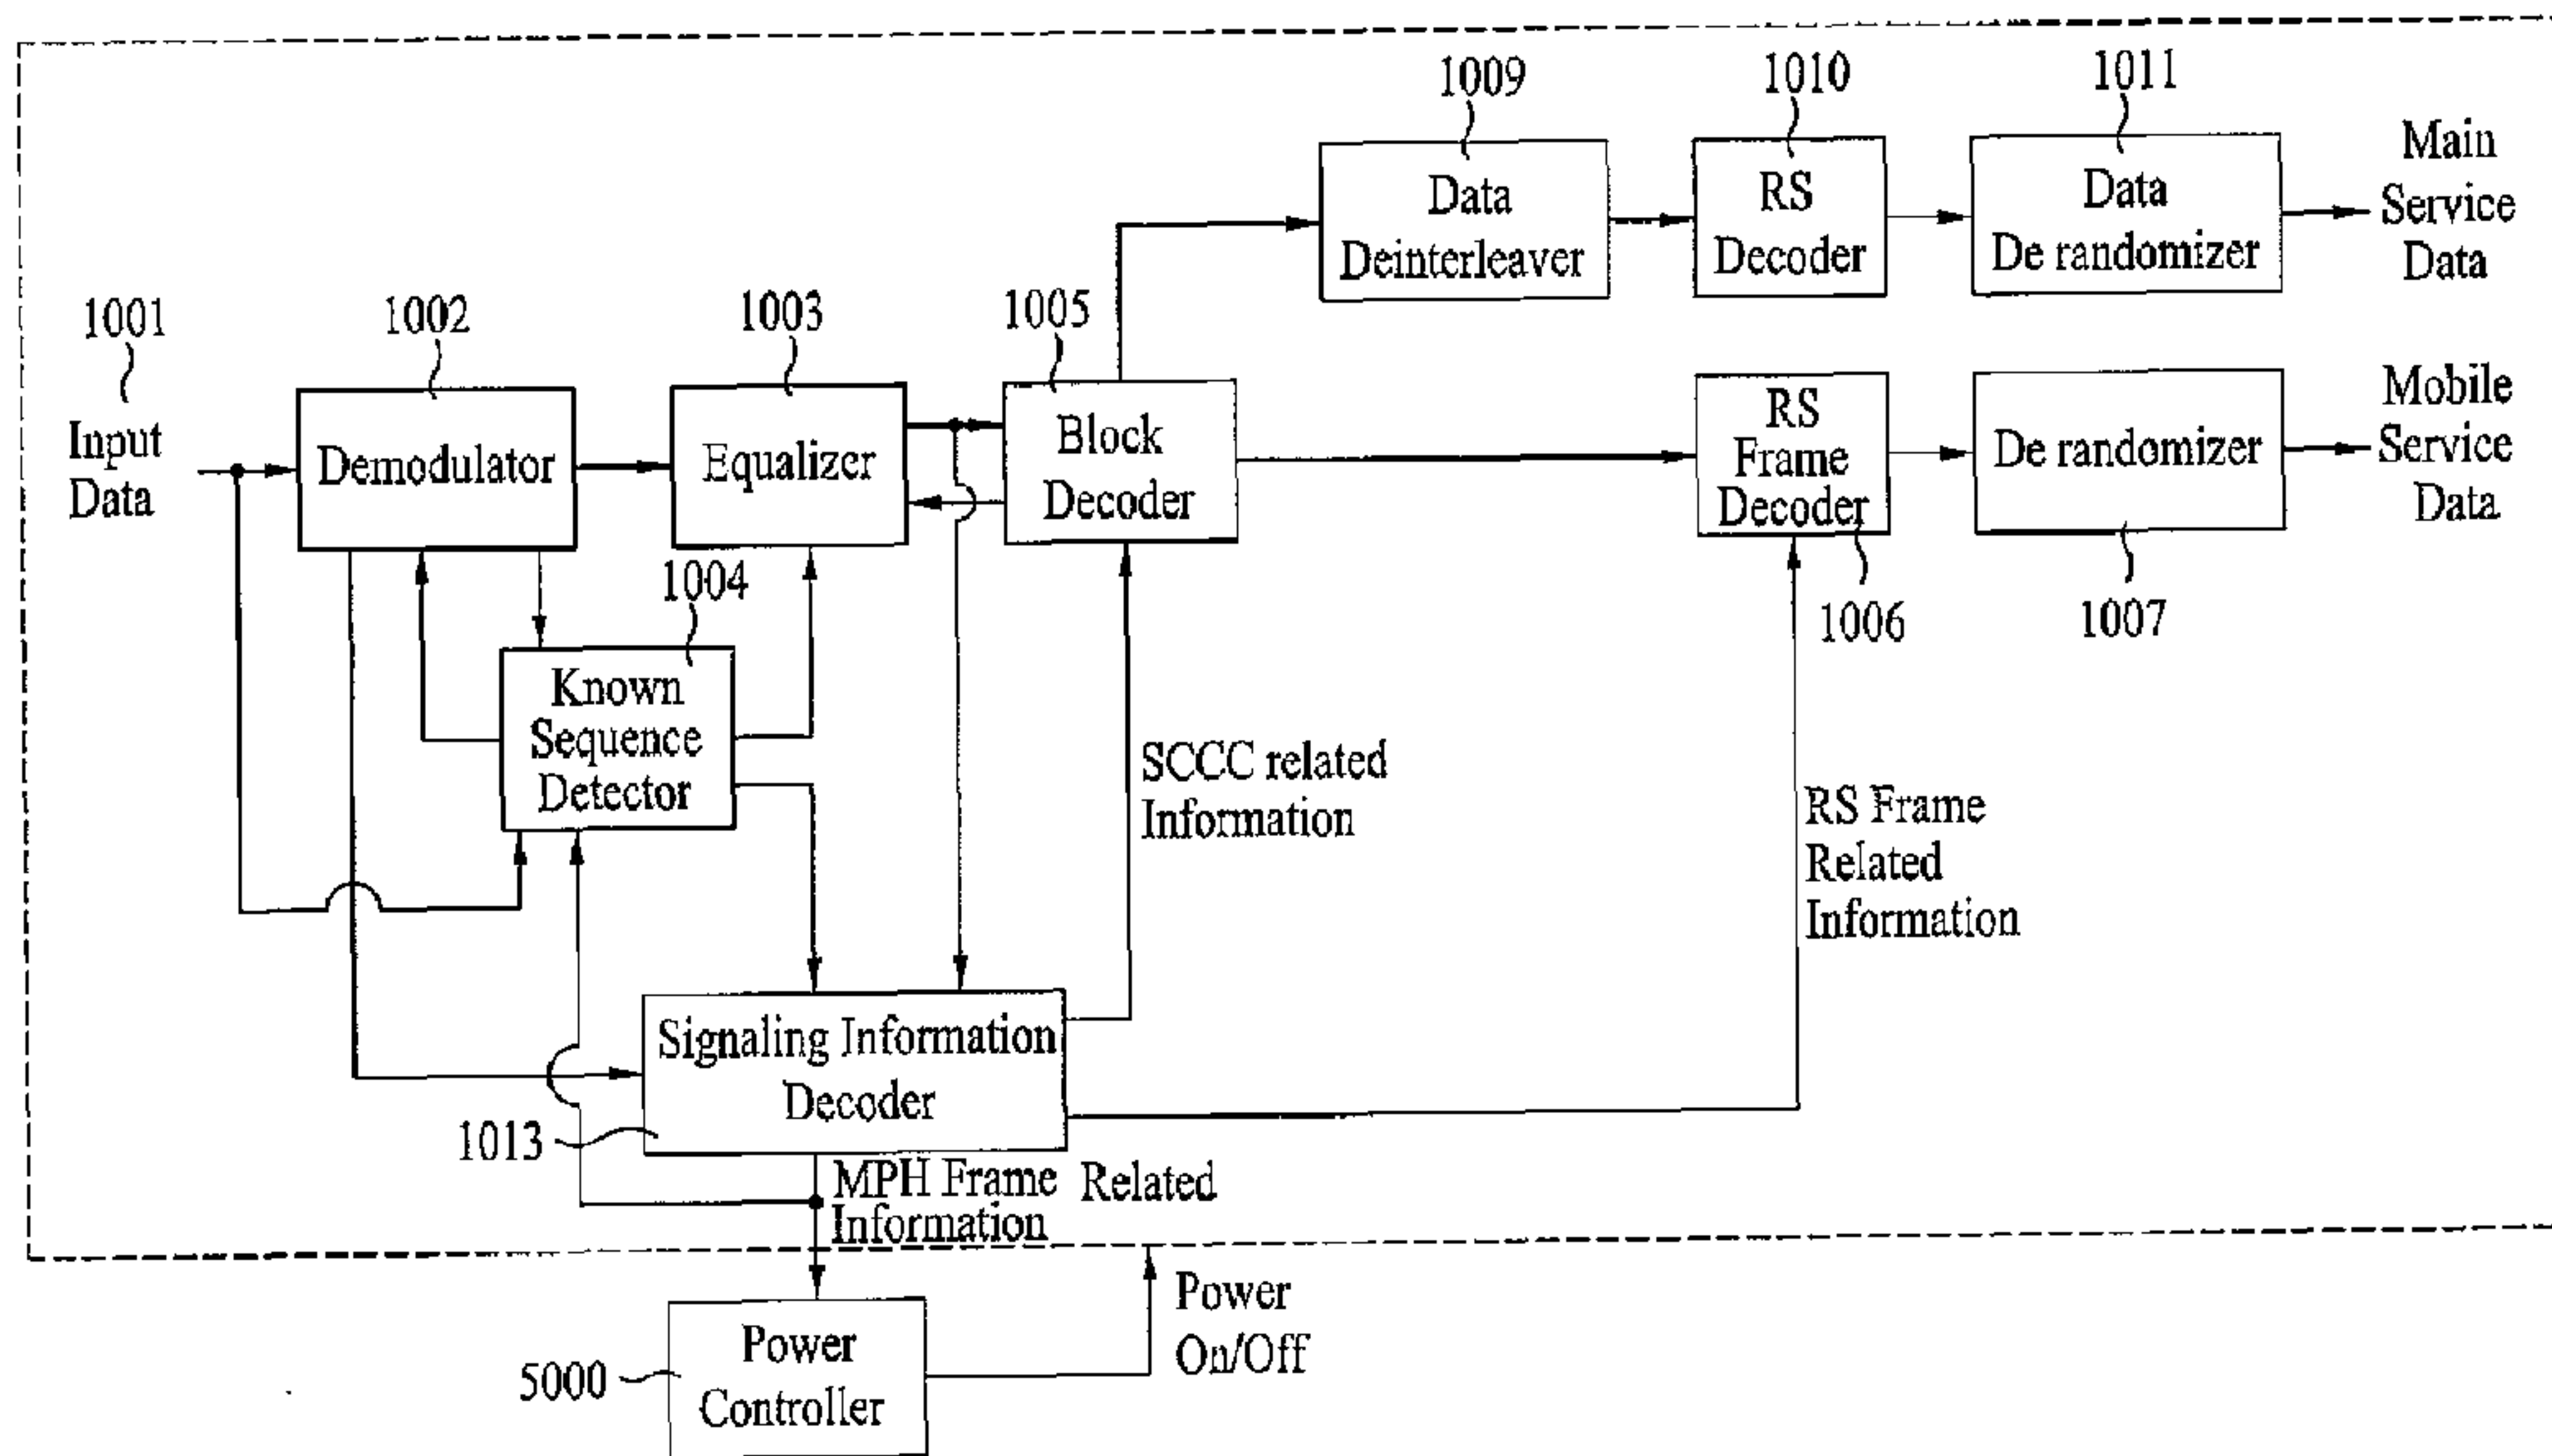 1009
1010
1011
Data
Deinterleaver
RS
Decoder
Data
De randomizer
Main
Service
Data
1001
1002
1003
1005
Input
Data
Demodulator
Equalizer
Block
Decoder
RS
Frame
Decoder
De randomizer
Mobile
Service
Data
1004
1006
1007
Known
Sequence
Detector
SCCC related
Information
RS Frame
Related
Information
Signaling Information
Decoder
1013
MPH Frame Related
Information
Power
On/Off
5000
Power
Controller